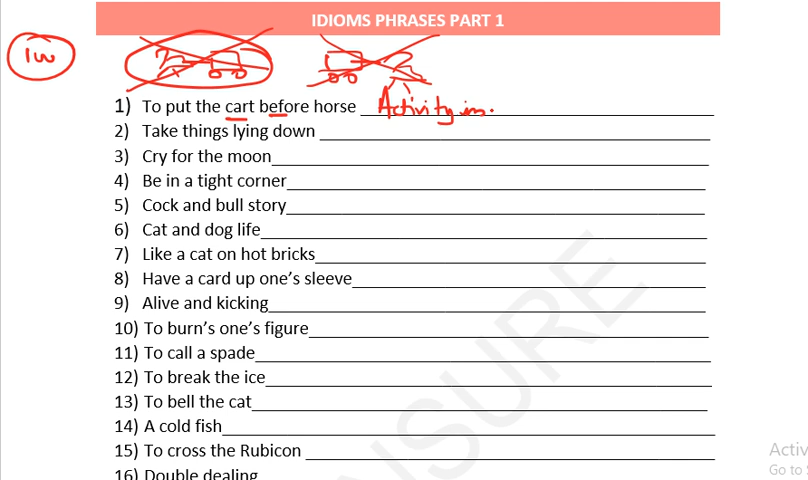 IDIOMS PHRASES PART 1
1) To put the cart before horse Activity in.
2) Take things lying down
3) Cry for the moon
4) Be in a tight corner
5) Cock and bull story
6) Cat and dog life
7) Like a cat on hot bricks
8) Have a card up one's sleeve
9) Alive and kicking
10) To burn's one's figure
11) To call a spade
12) To break the ice
13) To bell the cat
14) A cold fish
15) To cross the Rubicon
16) Double dealing
Activ
Go to S